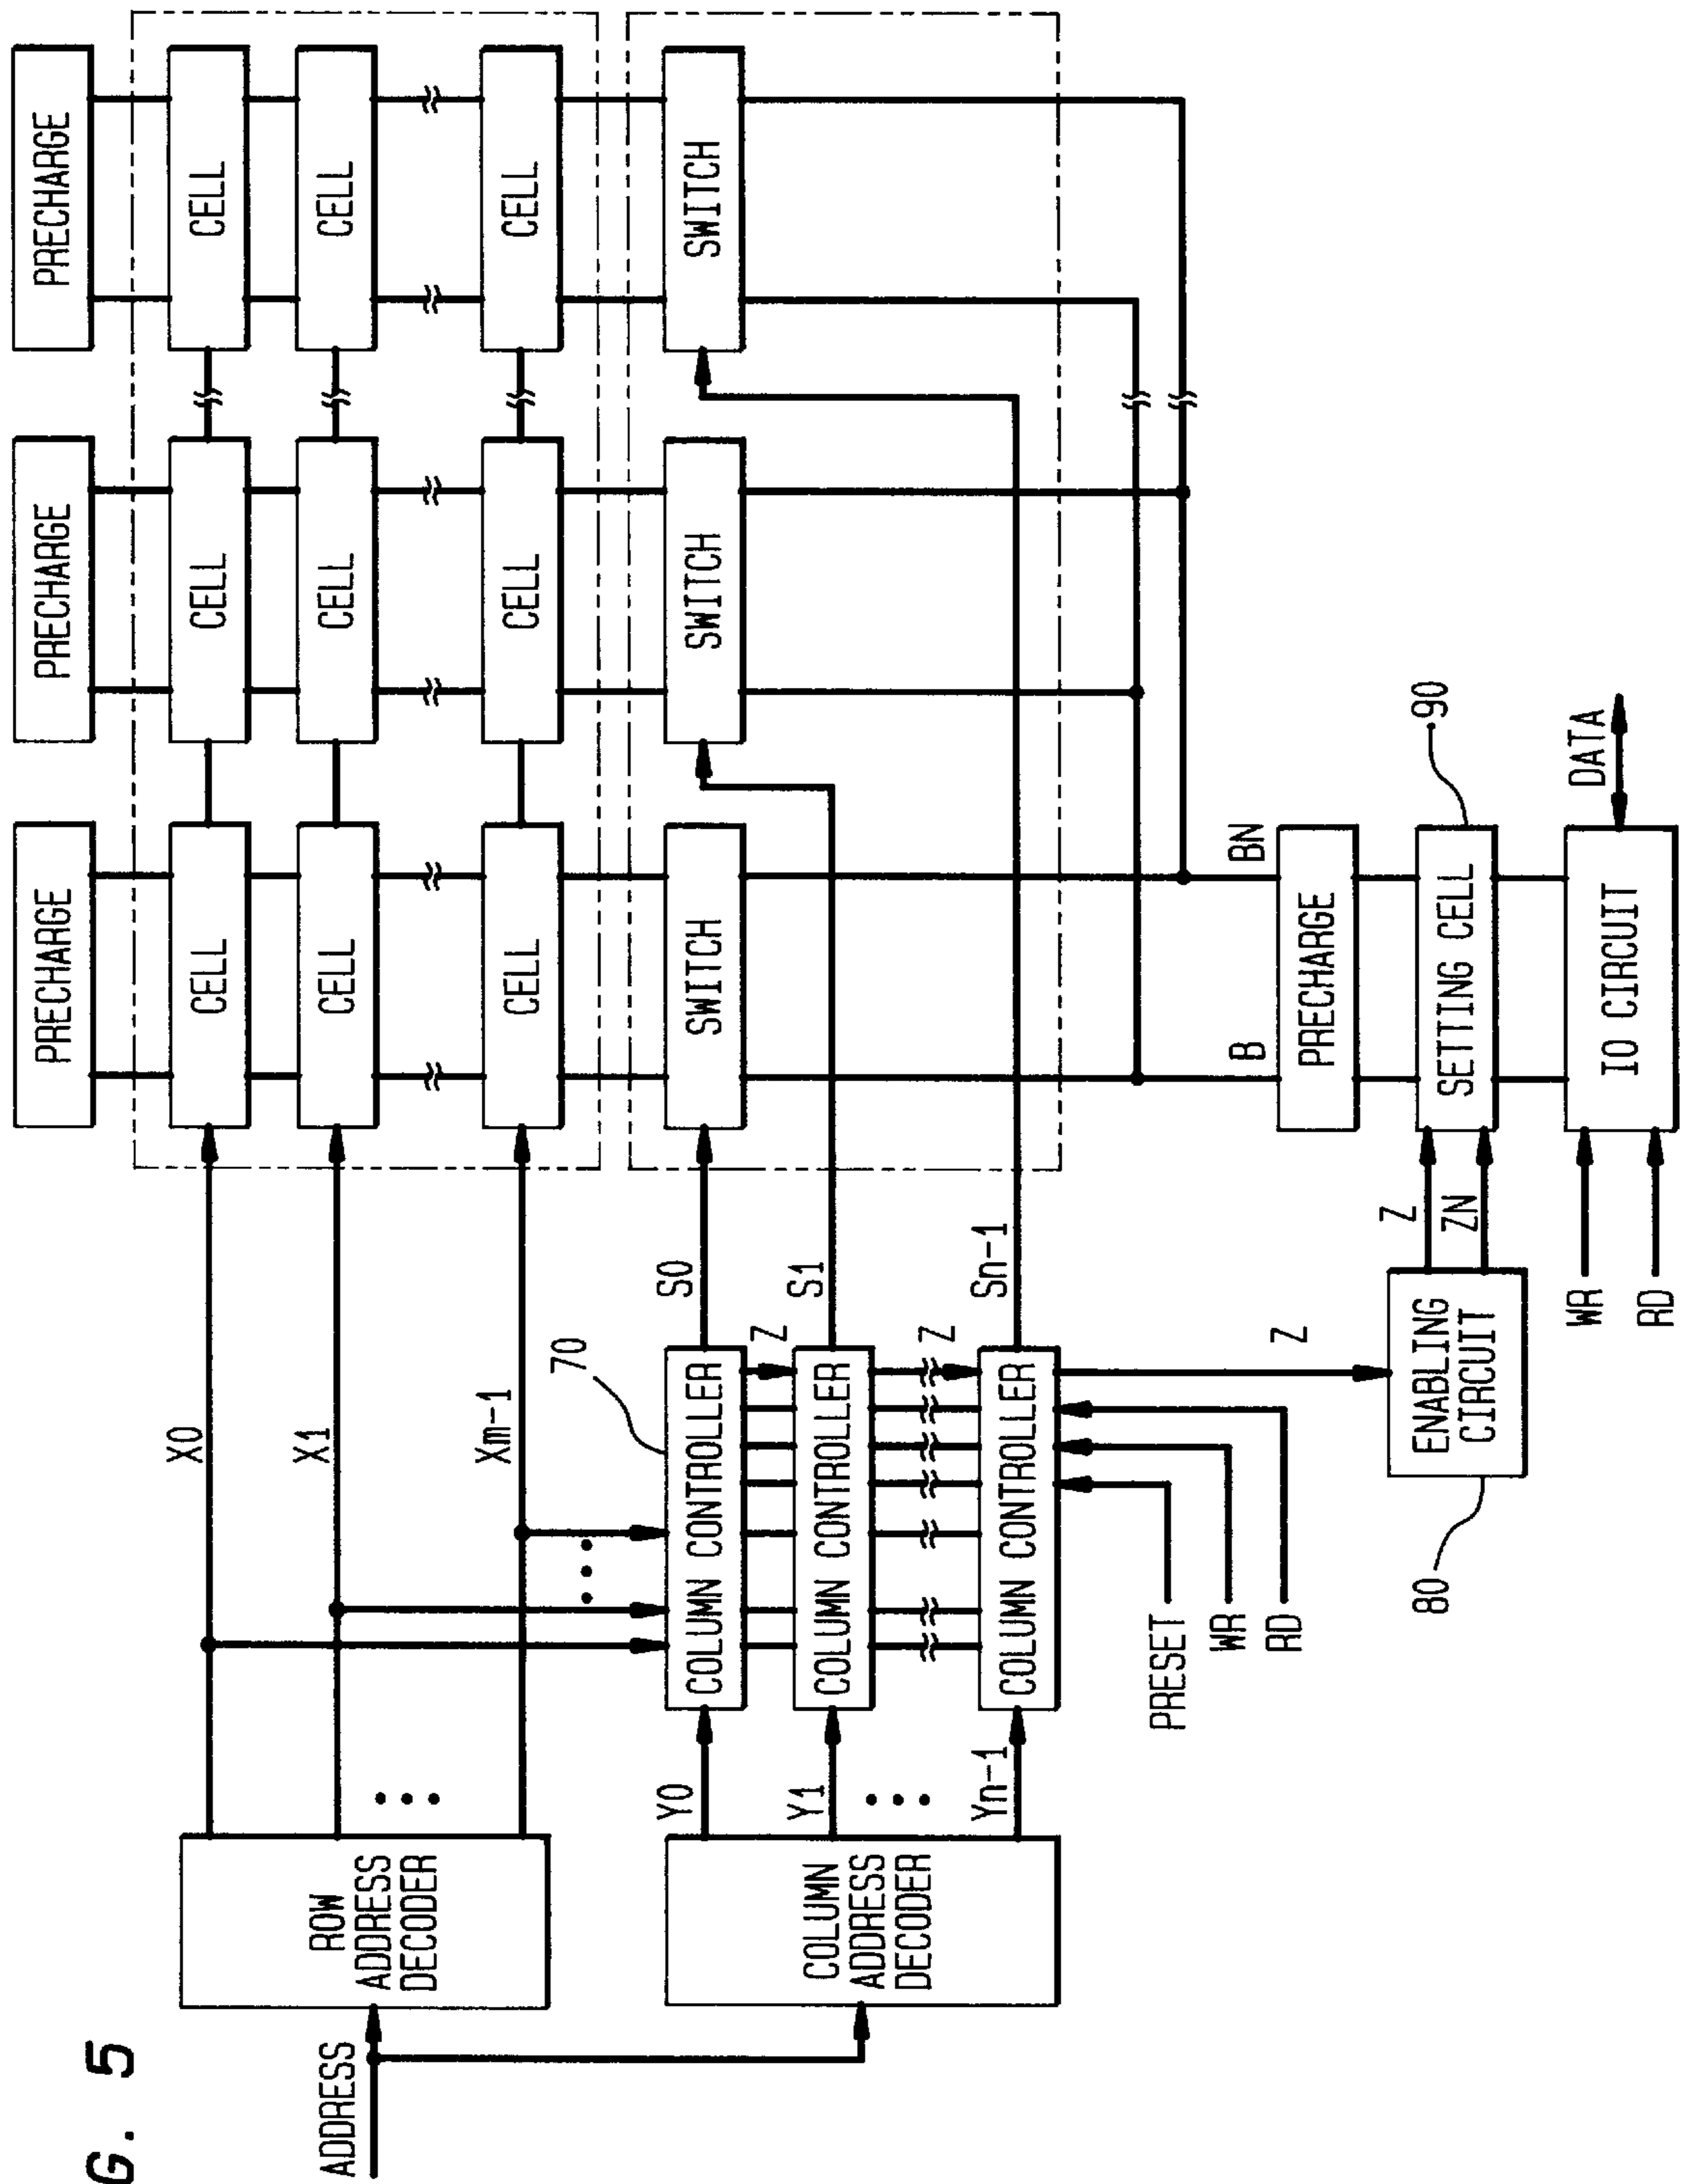 G. 5
PRECHARGE
PRECHARGE
PRECHARGE
ADDRESS
ROW
ADDRESS
DECODER
X0
X1
Xm-1
CELL
CELL
CELL
CELL
CELL
CELL
CELL
CELL
CELL
COLUMN
ADDRESS
DECODER
Y0
Y1
Yn-1
70
COLUMN CONTROLLER
COLUMN CONTROLLER
COLUMN CONTROLLER
Z
Z
S0
S1
Sn-1
SWITCH
SWITCH
SWITCH
PRESET
WR
RD
Z
B
BN
PRECHARGE
80
ENABLING
CIRCUIT
Z
ZN
SETTING CELL
90
WR
RD
IO CIRCUIT
DATA